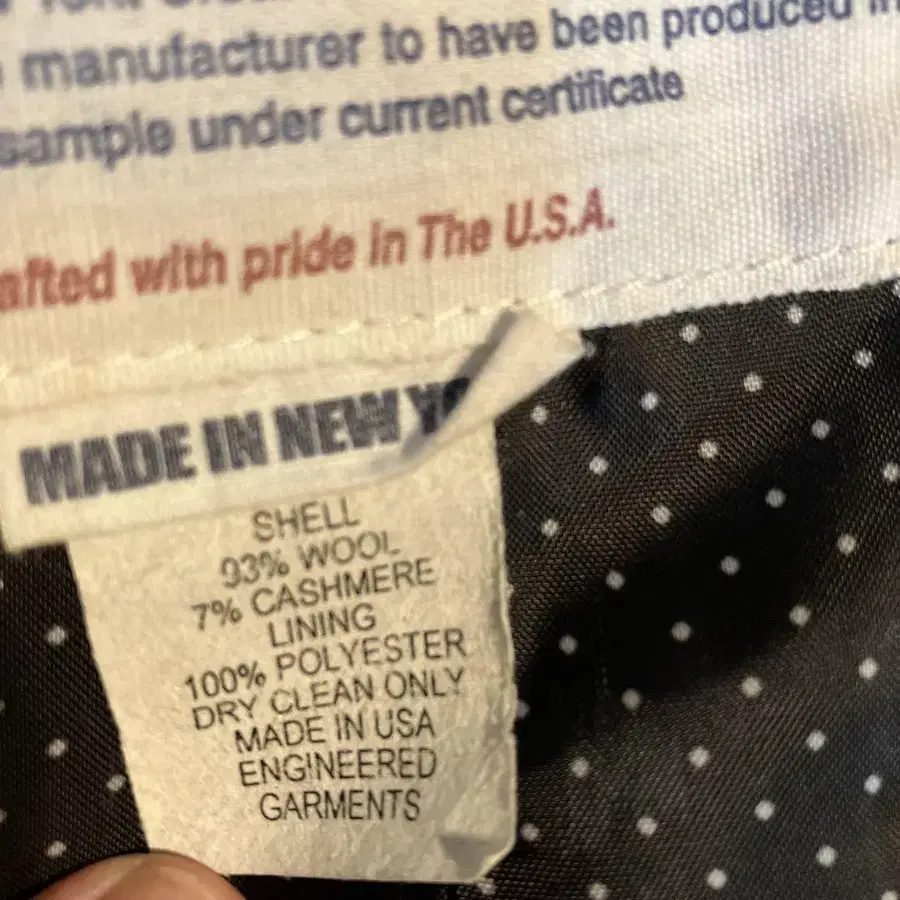 manufacturer to have been produced
sample under current certificate
afted with pride in The U.S.A.
MADE IN NEW
SHELL
93% WOOL
7% CASHMERE
LINING
100% POLYESTER
DRY CLEAN ONLY
MADE IN USA
ENGINEERED
GARMENTS